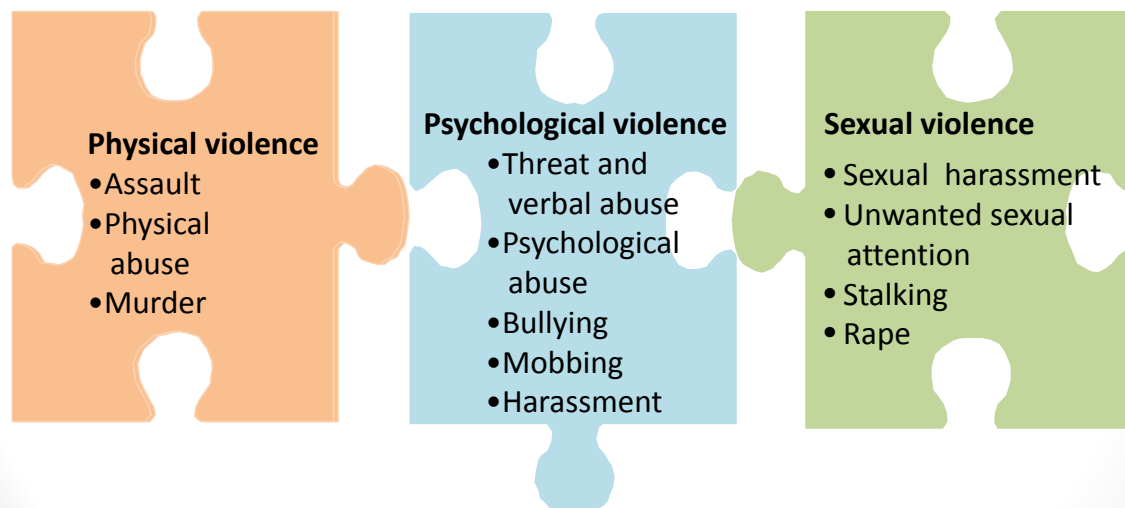 Physical violence
•Assault
•Physical
abuse
•Murder
Psychological violence
•Threat and
verbal abuse
•Psychological
abuse
•Bullying
•Mobbing
•Harassment
Sexual violence
• Sexual harassment
• Unwanted sexual
attention
• Stalking
• Rape